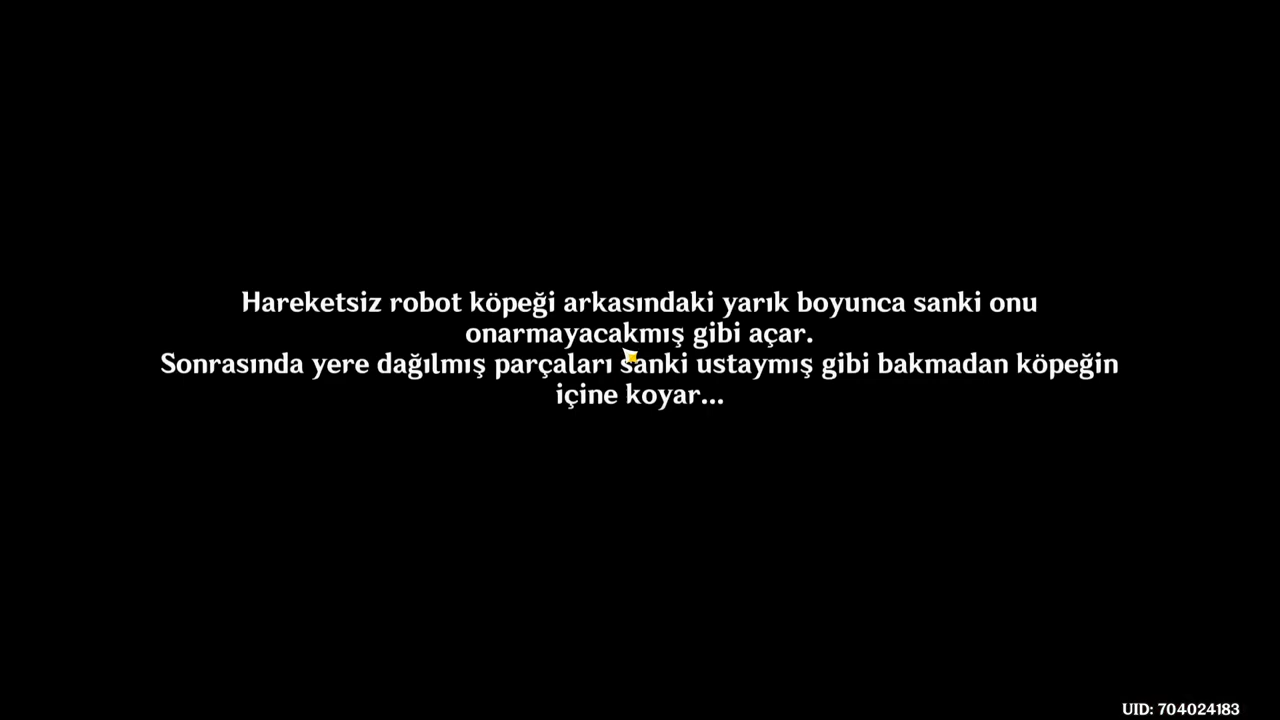 Hareketsiz robot köpeği arkasındaki yarık boyunca sanki onu
onarmayacakmış gibi açar.
Sonrasında yere dağılmış parçaları sanki ustaymış gibi bakmadan köpeğin
içine koyar...
UID: 704024183